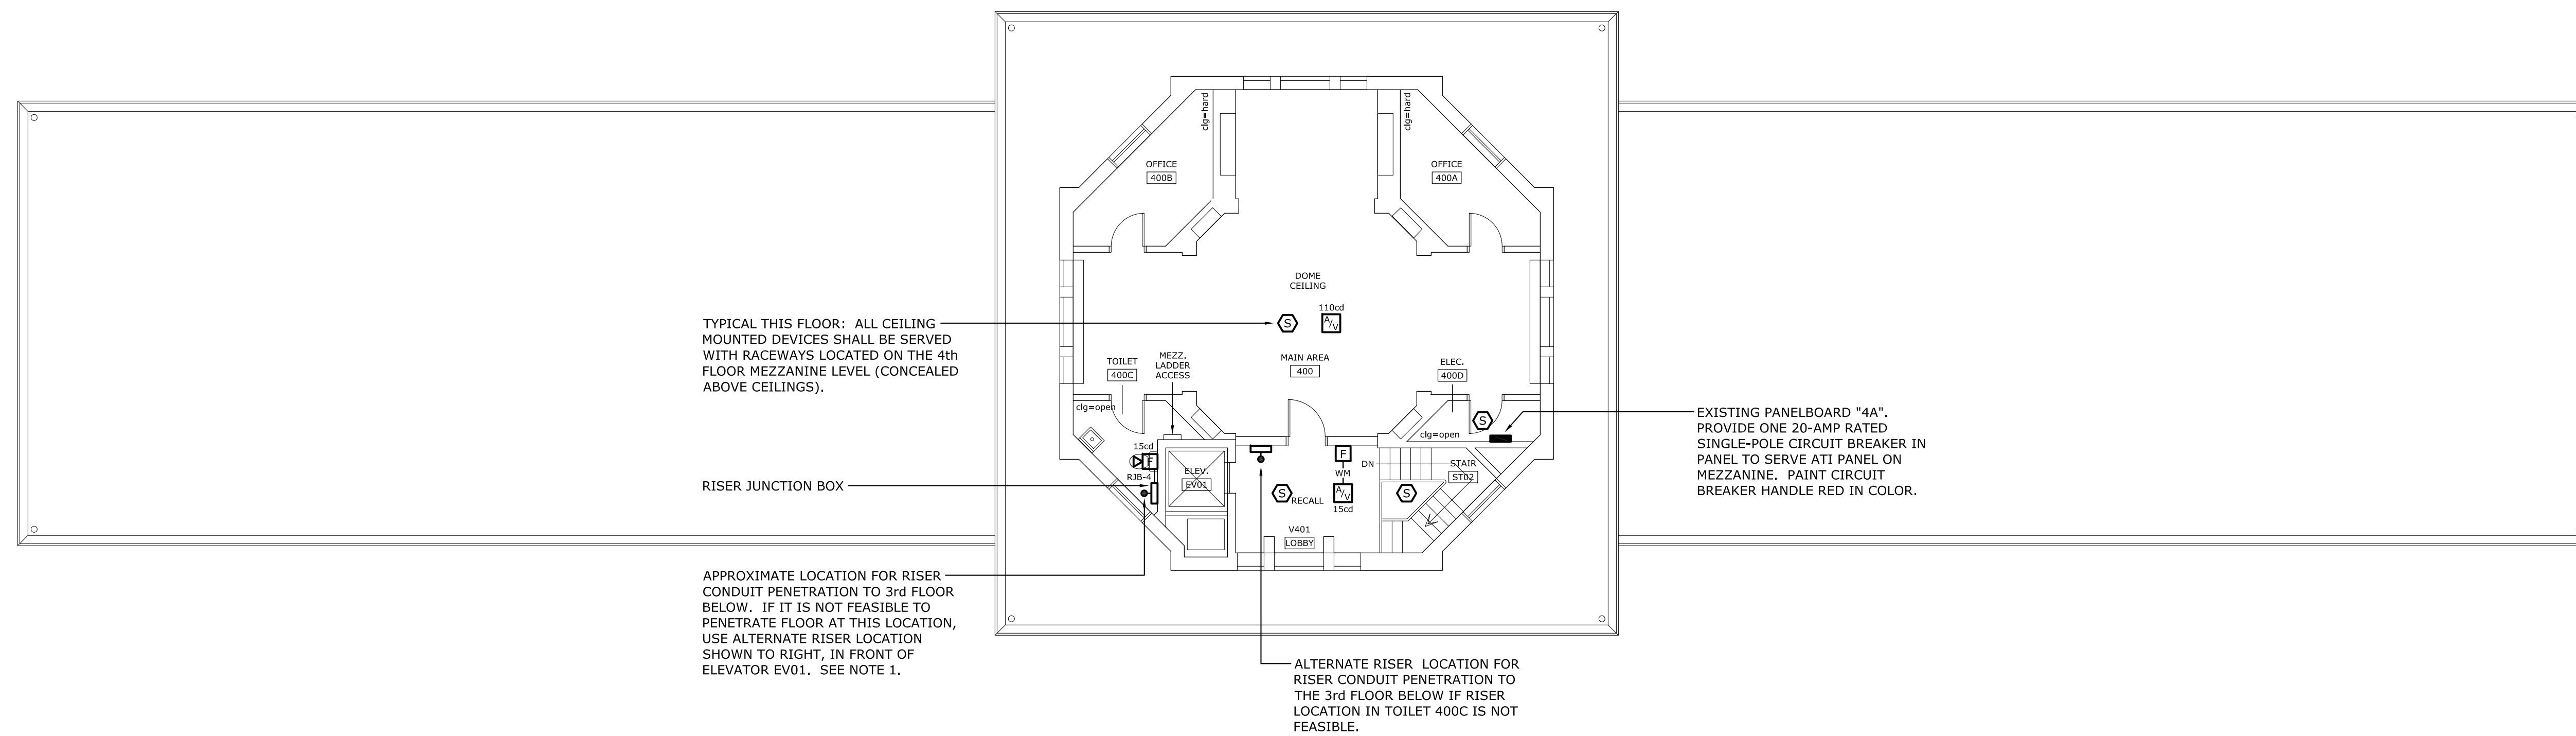 clg=hard
clg=hard
OFFICE
400B
OFFICE
400A
DOME
CEILING
110cd
S
A/V
TYPICAL THIS FLOOR:  ALL CEILING
MOUNTED DEVICES SHALL BE SERVED
WITH RACEWAYS LOCATED ON THE 4th
FLOOR MEZZANINE LEVEL (CONCEALED
ABOVE CEILINGS).
TOILET
400C
MEZZ.
LADDER
ACCESS
MAIN AREA
400
ELEC.
400D
clg=open
S
clg=open
EXISTING PANELBOARD "4A".
PROVIDE ONE 20-AMP RATED
SINGLE-POLE CIRCUIT BREAKER IN
PANEL TO SERVE ATI PANEL ON
MEZZANINE.  PAINT CIRCUIT
BREAKER HANDLE RED IN COLOR.
15cd
F
RJB-4
ELEV.
EV01
F
WM
A/V
15cd
S
RECALL
DN
STAIR
ST02
S
V401
LOBBY
RISER JUNCTION BOX
APPROXIMATE LOCATION FOR RISER
CONDUIT PENETRATION TO 3rd FLOOR
BELOW.  IF IT IS NOT FEASIBLE TO
PENETRATE FLOOR AT THIS LOCATION,
USE ALTERNATE RISER LOCATION
SHOWN TO RIGHT, IN FRONT OF
ELEVATOR EV01.  SEE NOTE 1.
ALTERNATE RISER  LOCATION FOR
RISER CONDUIT PENETRATION TO
THE 3rd FLOOR BELOW IF RISER
LOCATION IN TOILET 400C IS NOT
FEASIBLE.